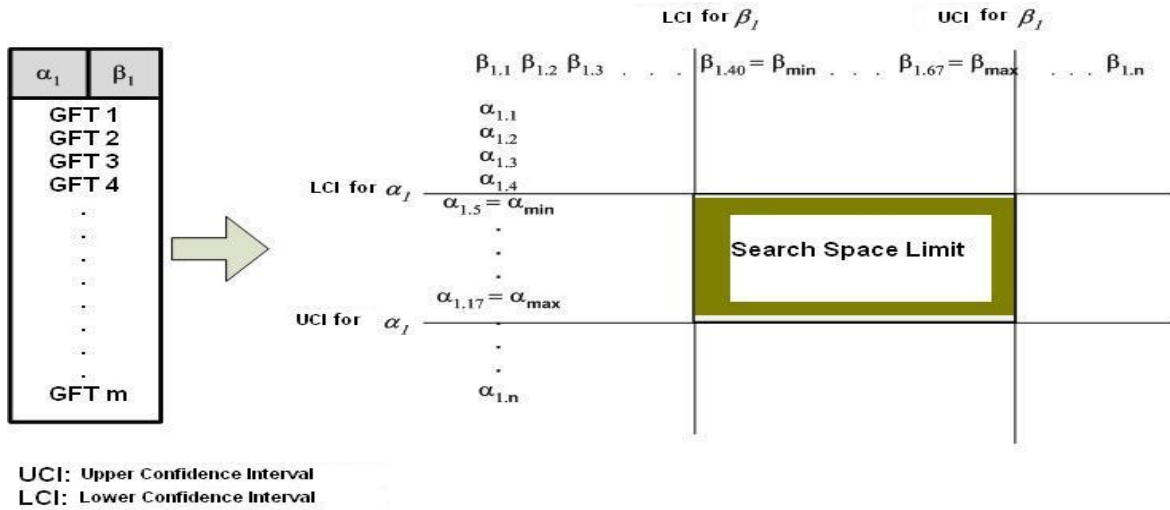 LCI for β1 UCI for β1
α1 β1
β1.1 β1.2 β1.3 . . . β1.40 = βmin . . . β1.67 = βmax . . . β1.n
GFT 1
GFT 2
GFT 3
GFT 4
.
.
.
.
.
.
.
.
GFT m
α1.1
α1.2
α1.3
α1.4
LCI for α1
α1.5 = αmin
.
.
.
Search Space Limit
α1.17 = αmax
UCI for α1
.
.
α1.n
UCI: Upper Confidence Interval
LCI: Lower Confidence Interval